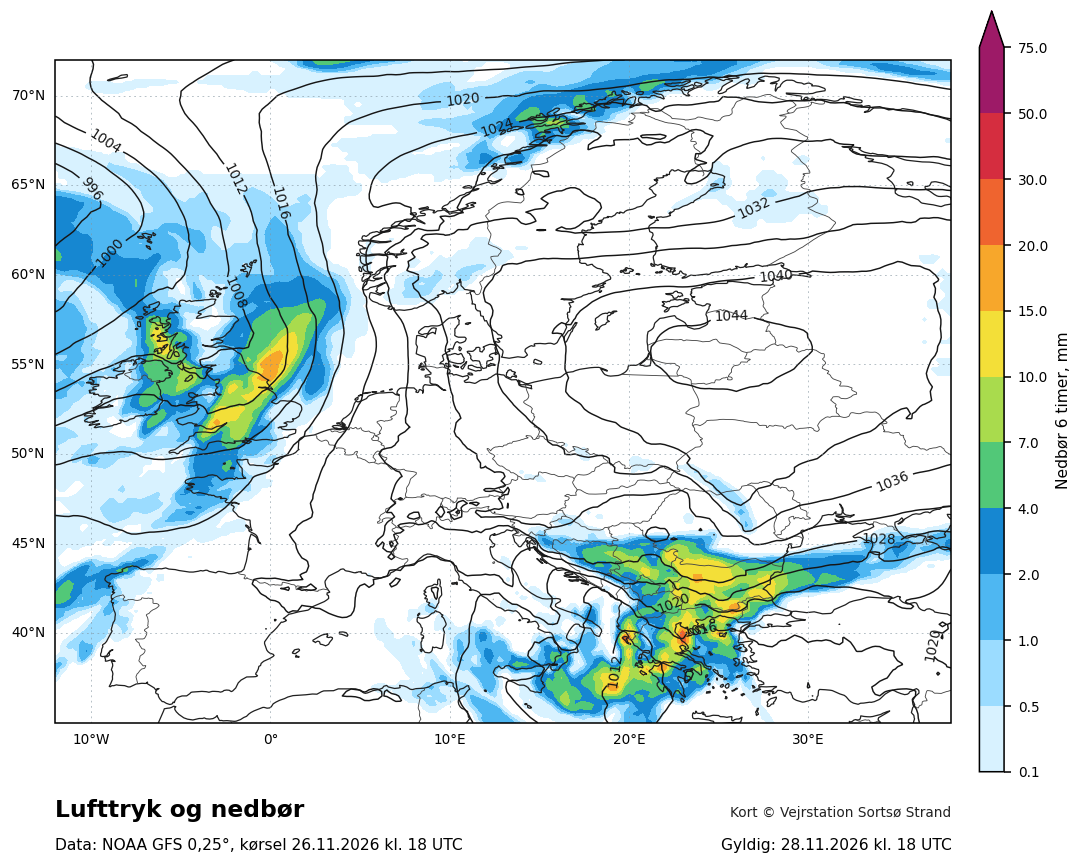 75.0
50.0
30.0
20.0
15.0
10.0
7.0
4.0
2.0
1.0
0.5
0.1
Nedbør 6 timer, mm
70°N
65°N
60°N
55°N
50°N
45°N
40°N
10°W
0°
10°E
20°E
30°E
1004
996
1000
1012
1016
1008
1020
1024
1032
1040
1044
1036
1028
1020
1016
1012
1020
Lufttryk og nedbør
Kort © Vejrstation Sortsø Strand
Data: NOAA GFS 0,25°, kørsel 26.11.2026 kl. 18 UTC
Gyldig: 28.11.2026 kl. 18 UTC